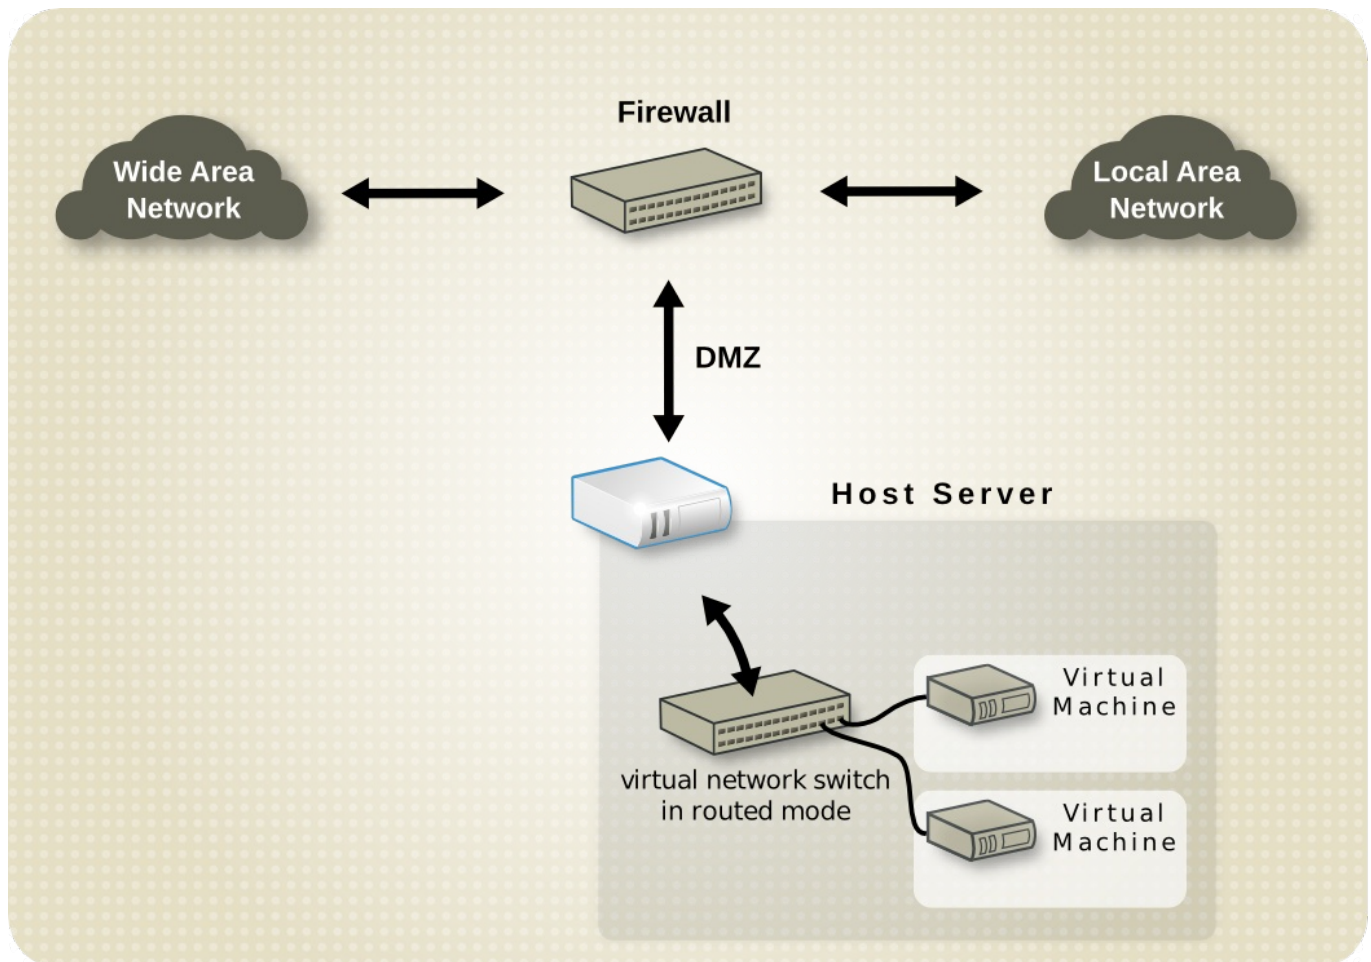 Firewall
Wide Area
Network
Local Area
Network
DMZ
Host Server
Virtual
Machine
virtual network switch
in routed mode
Virtual
Machine